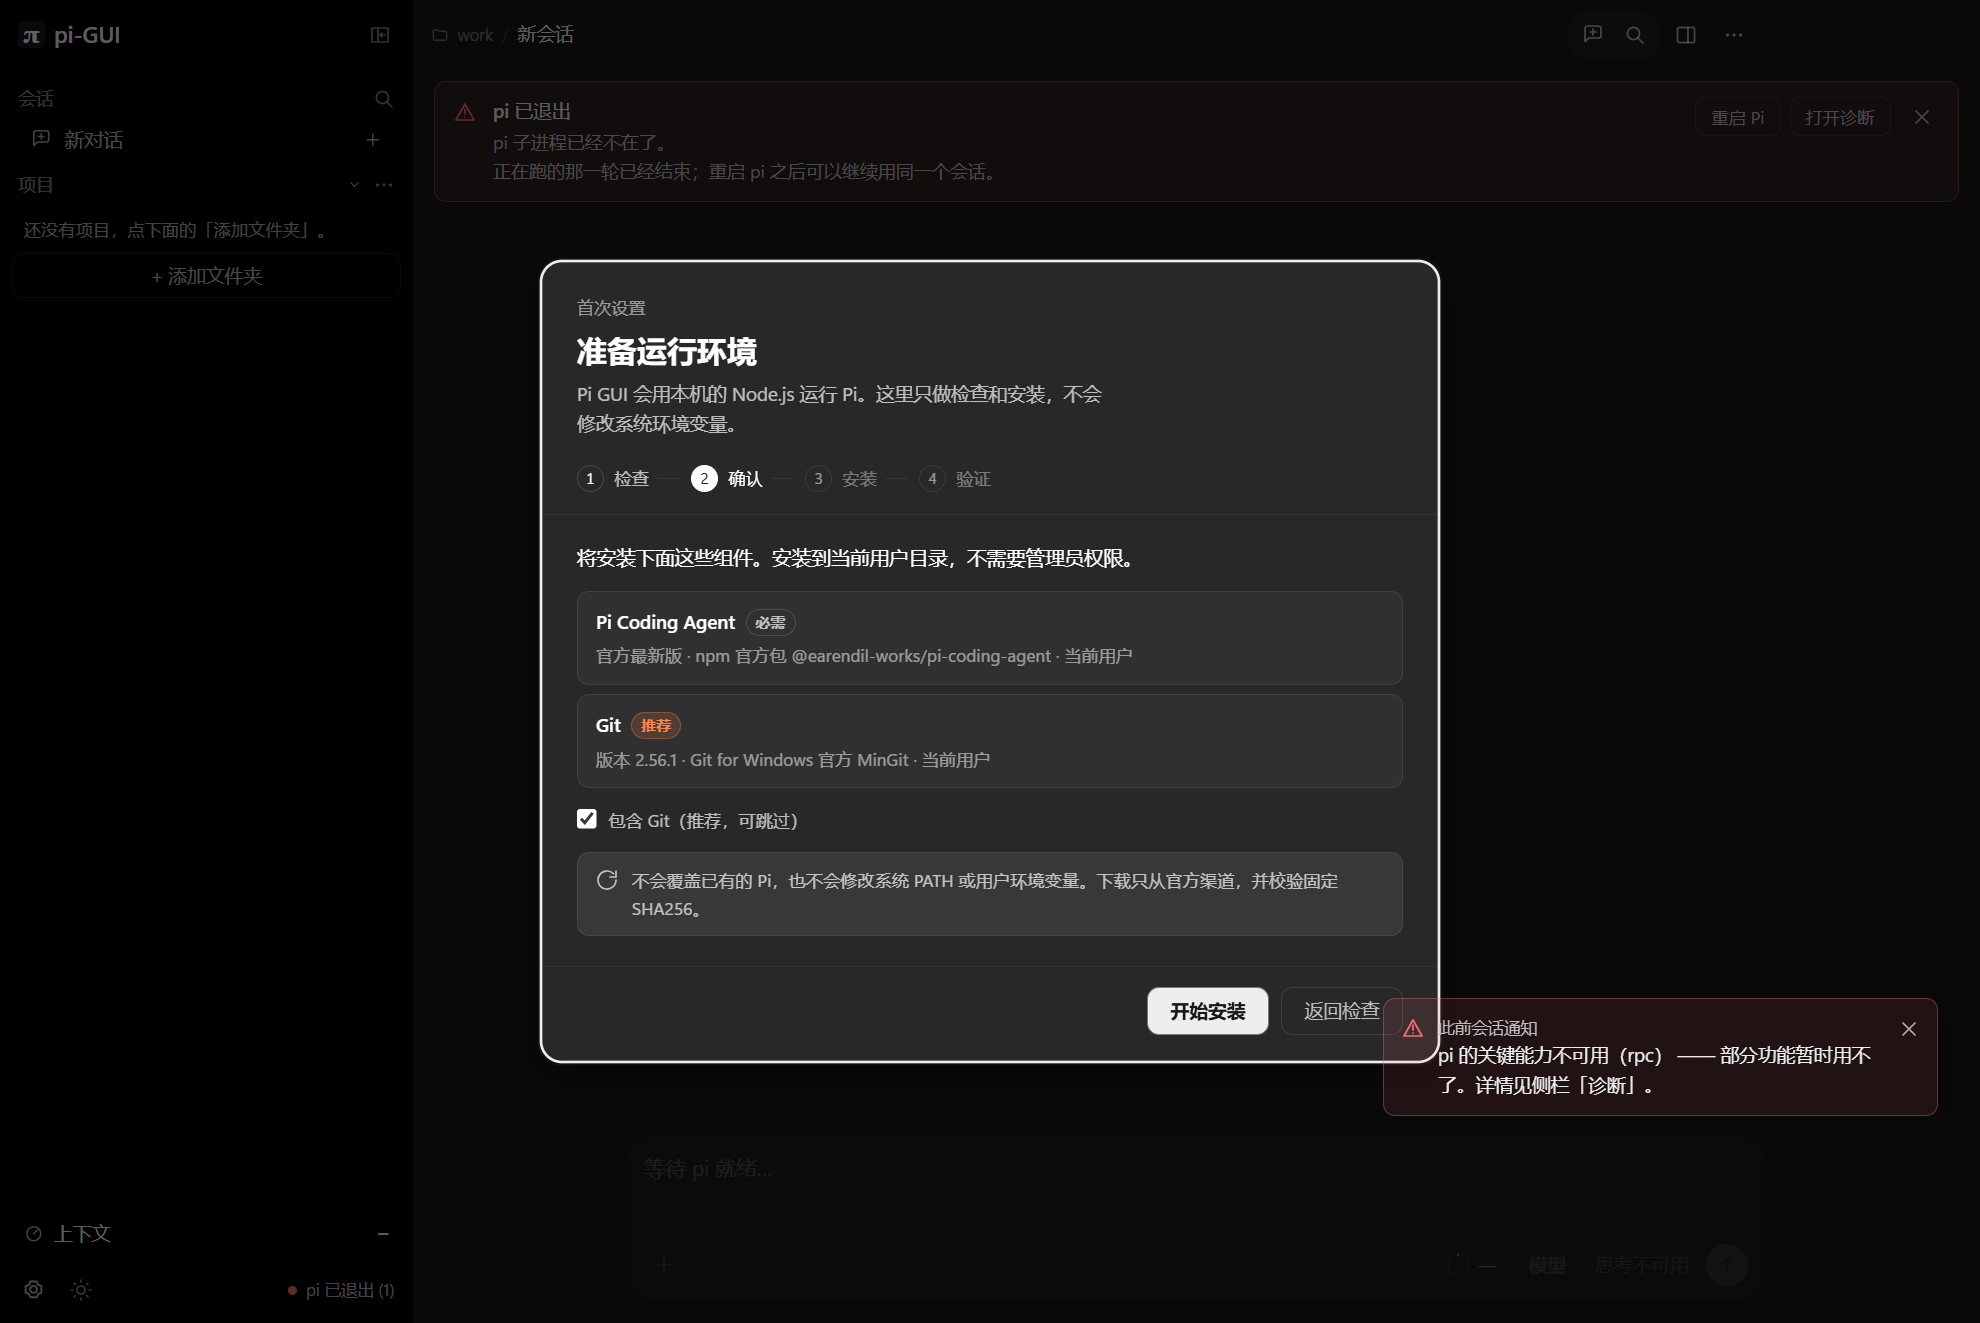 π pi-GUI
会话
新对话
项目
还没有项目，点下面的「添加文件夹」。
+ 添加文件夹
work / 新会话
pi 已退出
pi 子进程已经不在了。
正在跑的那一轮已经结束；重启 pi 之后可以继续用同一个会话。
重启 Pi
打开诊断
首次设置
准备运行环境
Pi GUI 会用本机的 Node.js 运行 Pi。这里只做检查和安装，不会
修改系统环境变量。
1 检查 2 确认 3 安装 4 验证
将安装下面这些组件。安装到当前用户目录，不需要管理员权限。
Pi Coding Agent 必需
官方最新版 · npm 官方包 @earendil-works/pi-coding-agent · 当前用户
Git 推荐
版本 2.56.1 · Git for Windows 官方 MinGit · 当前用户
包含 Git（推荐，可跳过）
不会覆盖已有的 Pi，也不会修改系统 PATH 或用户环境变量。下载只从官方渠道，并校验固定
SHA256。
开始安装
返回检查
此前会话通知
pi 的关键能力不可用（rpc） —— 部分功能暂时用不
了。详情见侧栏「诊断」。
等待 pi 就绪...
— 模型 思考不可用
上下文
pi 已退出 (1)